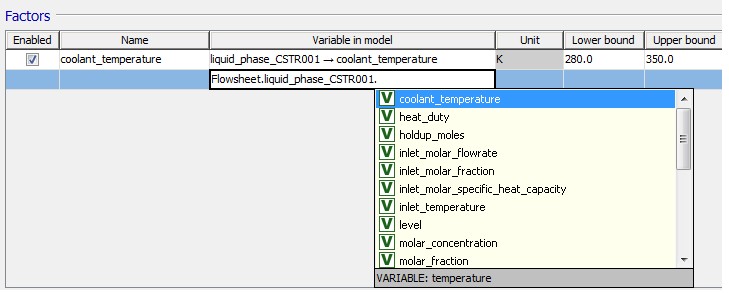 Factors
Enabled Name Variable in model Unit Lower bound Upper bound
coolant_temperature liquid_phase_CSTR001 → coolant_temperature K 280.0 350.0
Flowsheet.liquid_phase_CSTR001.
V coolant_temperature
V heat_duty
V holdup_moles
V inlet_molar_flowrate
V inlet_molar_fraction
V inlet_molar_specific_heat_capacity
V inlet_temperature
V level
V molar_concentration
V molar_fraction
VARIABLE: temperature